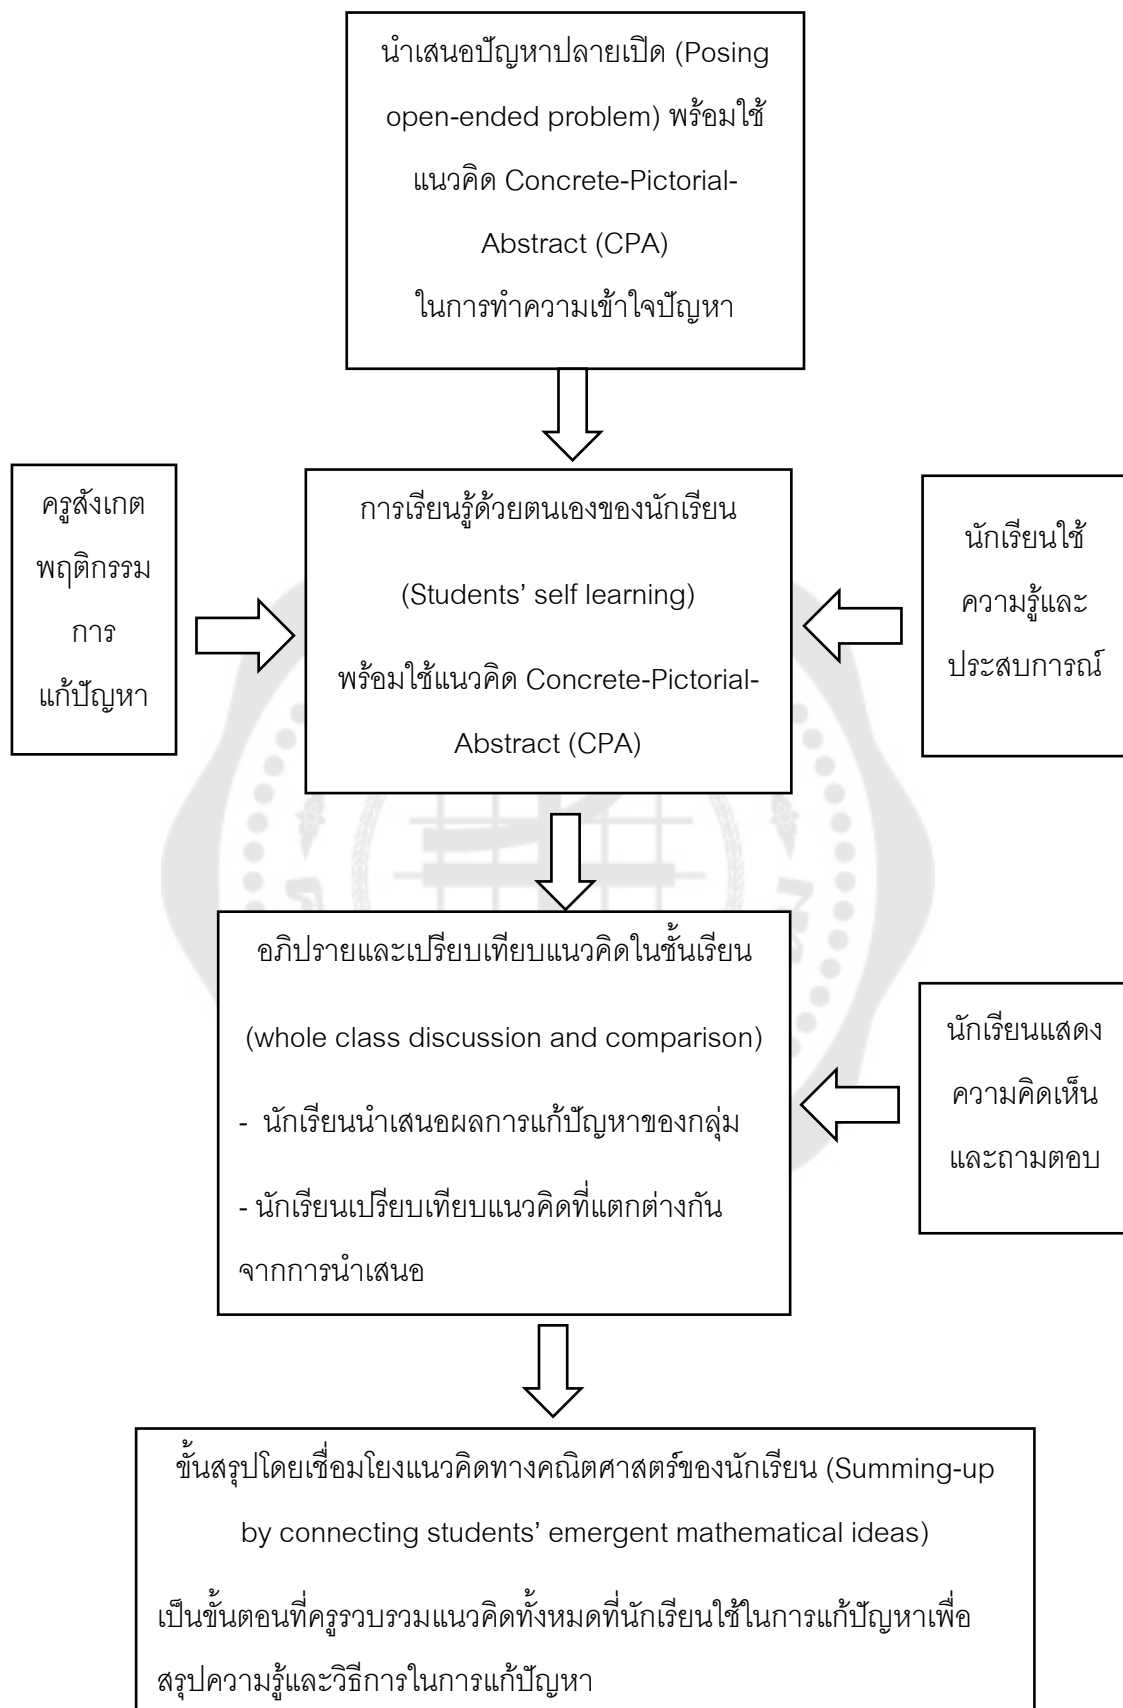 นำเสนอปัญหาปลายเปิด (Posing
open-ended problem) พร้อมใช้
แนวคิด Concrete-Pictorial-
Abstract (CPA)
ในการทำความเข้าใจปัญหา
ครูสังเกต
พฤติกรรม
การ
แก้ปัญหา
การเรียนรู้ด้วยตนเองของนักเรียน
(Students’ self learning)
พร้อมใช้แนวคิด Concrete-Pictorial-
Abstract (CPA)
นักเรียนใช้
ความรู้และ
ประสบการณ์
อภิปรายและเปรียบเทียบแนวคิดในชั้นเรียน
(whole class discussion and comparison)
- นักเรียนนำเสนอผลการแก้ปัญหาของกลุ่ม
- นักเรียนเปรียบเทียบแนวคิดที่แตกต่างกัน
จากการนำเสนอ
นักเรียนแสดง
ความคิดเห็น
และถามตอบ
ขั้นสรุปโดยเชื่อมโยงแนวคิดทางคณิตศาสตร์ของนักเรียน (Summing-up
by connecting students’ emergent mathematical ideas)
เป็นขั้นตอนที่ครูรวบรวมแนวคิดทั้งหมดที่นักเรียนใช้ในการแก้ปัญหาเพื่อ
สรุปความรู้และวิธีการในการแก้ปัญหา